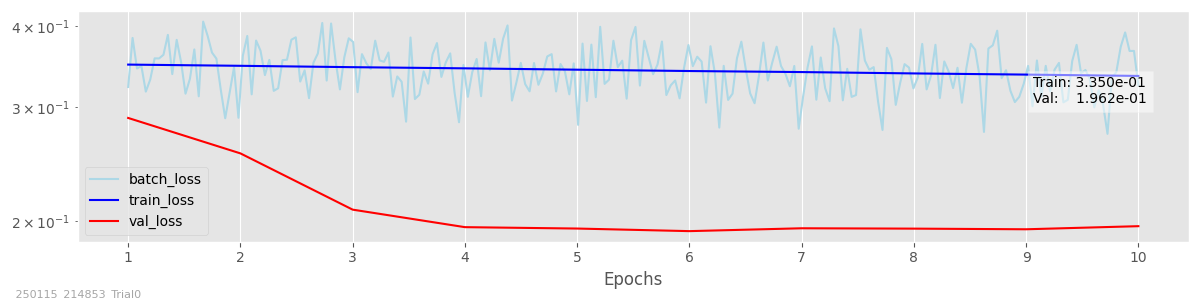 4 × 10⁻¹
3 × 10⁻¹
2 × 10⁻¹
Train: 3.350e-01
Val: 1.962e-01
batch_loss
train_loss
val_loss
1 2 3 4 5 6 7 8 9 10
Epochs
250115_214853_Trial0